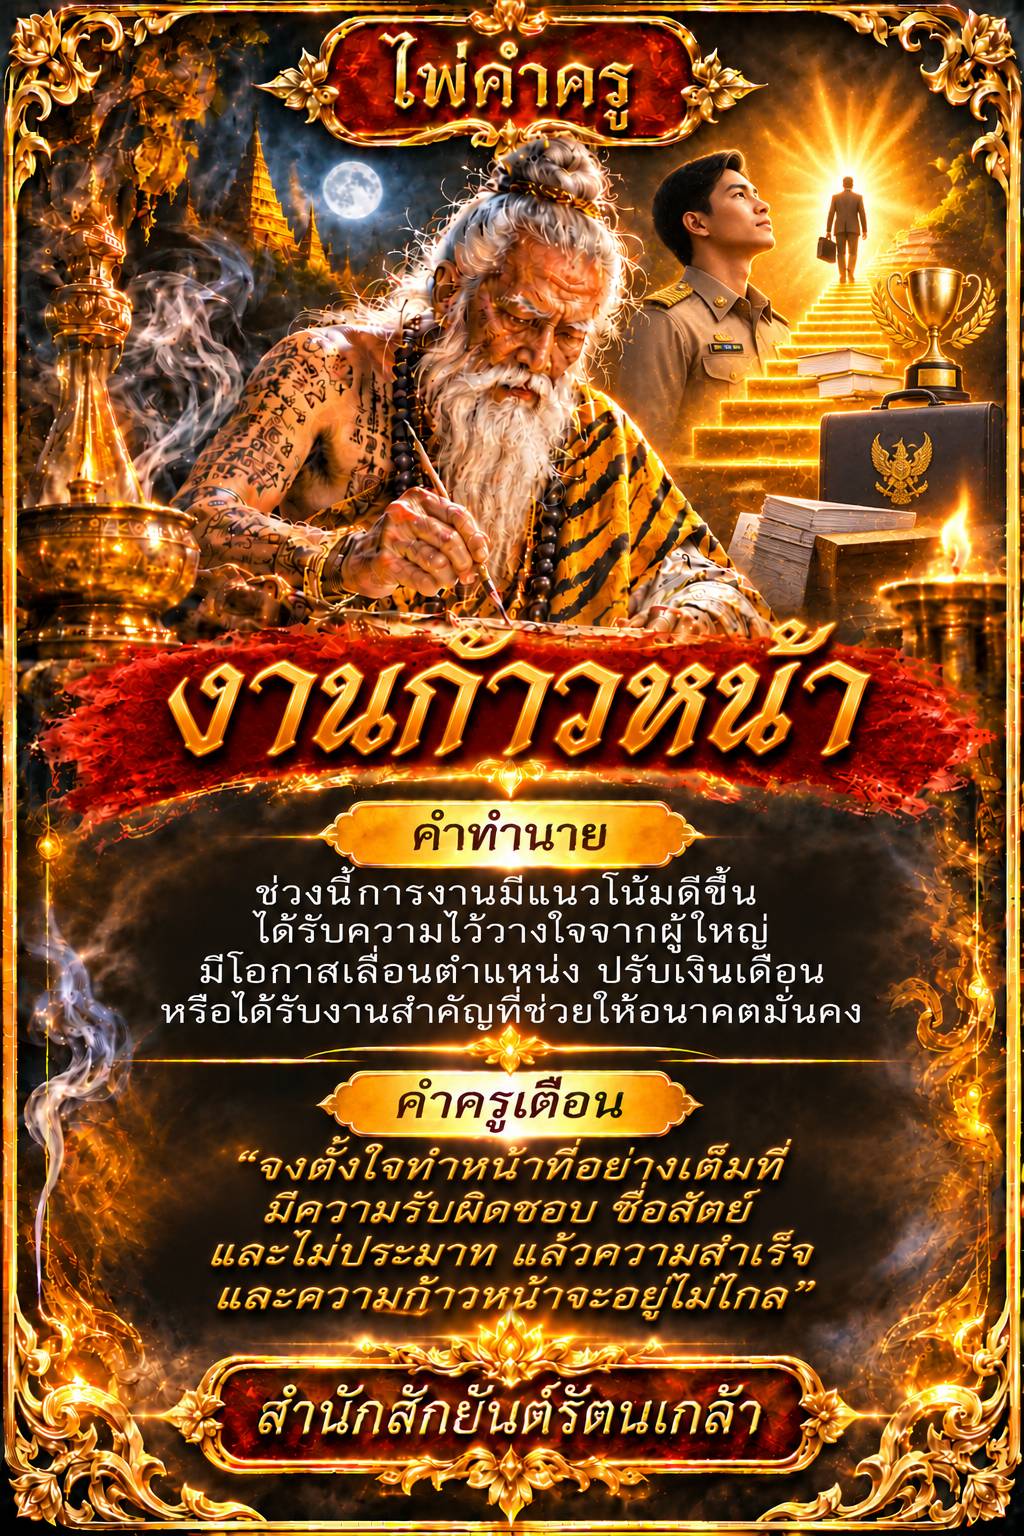 ไพ่คำครู
งานก้าวหน้า
คำทำนาย
ช่วงนี้การงานมีแนวโน้มดีขึ้น
ได้รับความไว้วางใจจากผู้ใหญ่
มีโอกาสเลื่อนตำแหน่ง ปรับเงินเดือน
หรือได้รับงานสำคัญที่ช่วยให้อนาคตมั่นคง
คำครูเตือน
“จงตั้งใจทำหน้าที่อย่างเต็มที่
มีความรับผิดชอบ ซื่อสัตย์
และไม่ประมาท แล้วความสำเร็จ
และความก้าวหน้าจะอยู่ไม่ไกล”
สำนักสักยันต์รัตนเกล้า